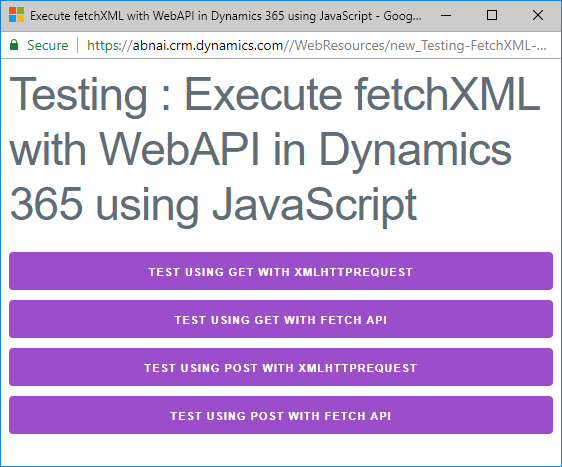 Execute fetchXML with WebAPI in Dynamics 365 using JavaScript - Goog...
Secure https://abnai.crm.dynamics.com//WebResources/new_Testing-FetchXML-...
Testing : Execute fetchXML
with WebAPI in Dynamics
365 using JavaScript
TEST USING GET WITH XMLHTTPREQUEST
TEST USING GET WITH FETCH API
TEST USING POST WITH XMLHTTPREQUEST
TEST USING POST WITH FETCH API